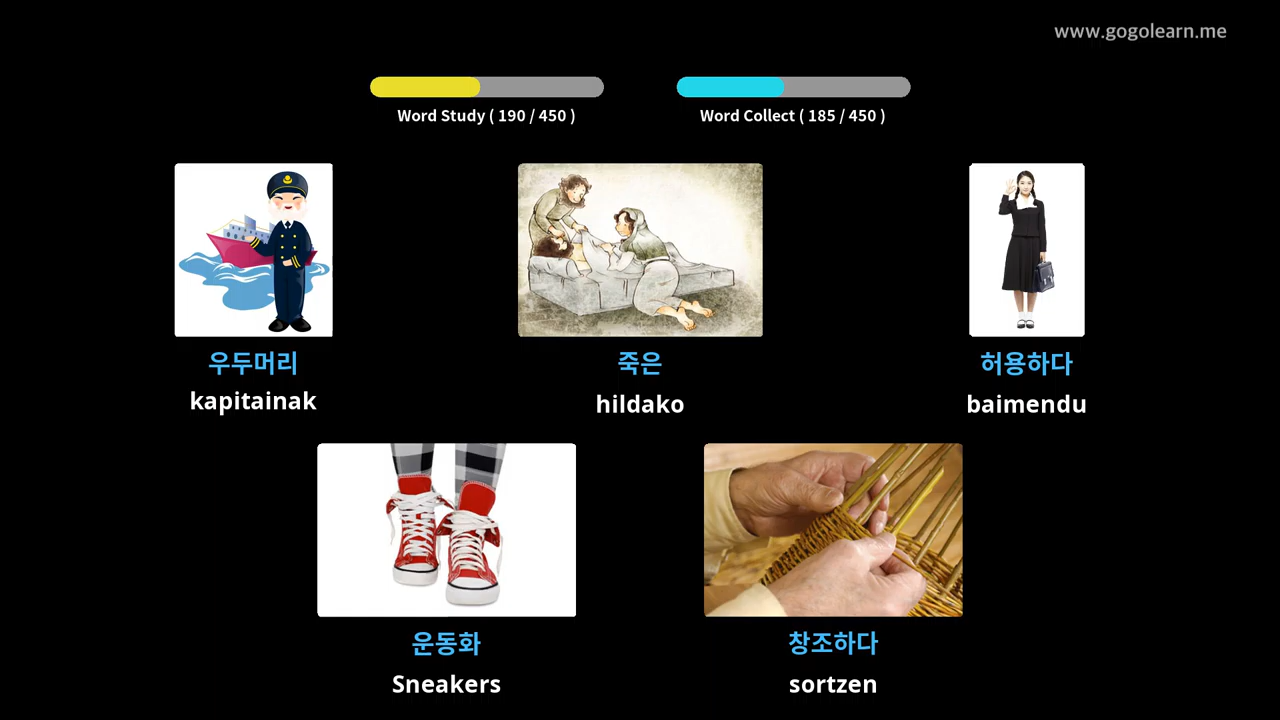 www.gogolearn.me
Word Study ( 190 / 450 )
Word Collect ( 185 / 450 )
우두머리
kapitainak
죽은
hildako
허용하다
baimendu
운동화
Sneakers
창조하다
sortzen